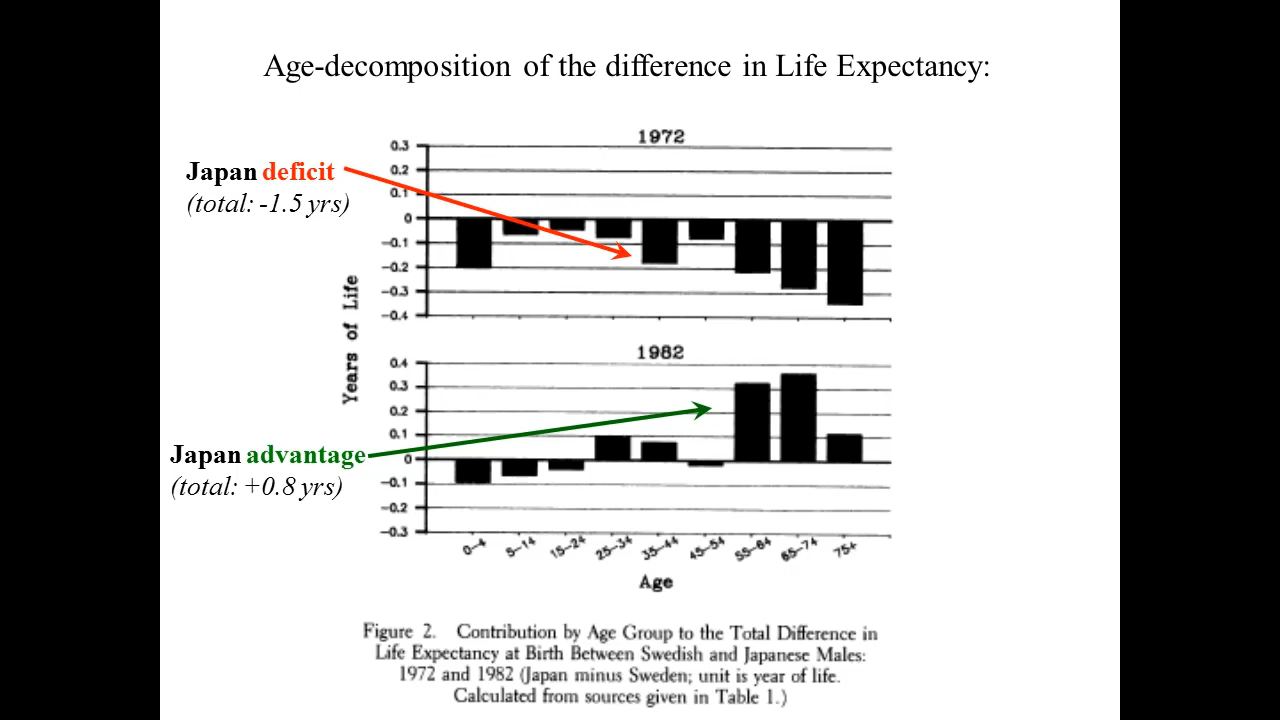 Age-decomposition of the difference in Life Expectancy:
Japan deficit
(total: -1.5 yrs)
1972
0.3
0.2
0.1
0
-0.1
-0.2
-0.3
-0.4
Years of Life
Japan advantage
(total: +0.8 yrs)
1982
0.4
0.3
0.2
0.1
0
-0.1
-0.2
-0.3
0-4 5-14 15-24 25-34 35-44 45-54 55-64 65-74 75+
Age
Figure 2. Contribution by Age Group to the Total Difference in
Life Expectancy at Birth Between Swedish and Japanese Males:
1972 and 1982 (Japan minus Sweden; unit is year of life.
Calculated from sources given in Table 1.)